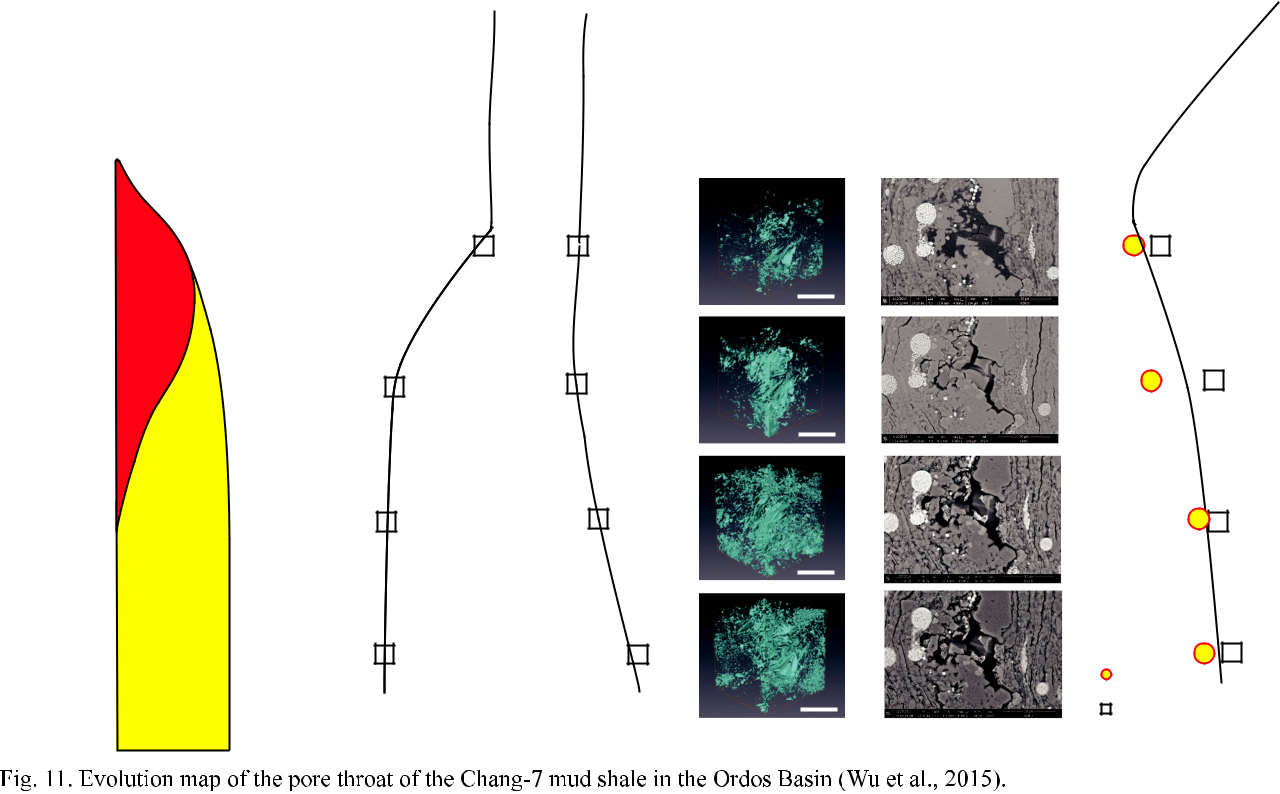 Fig. 11. Evolution map of the pore throat of the Chang-7 mud shale in the Ordos Basin (Wu et al., 2015).